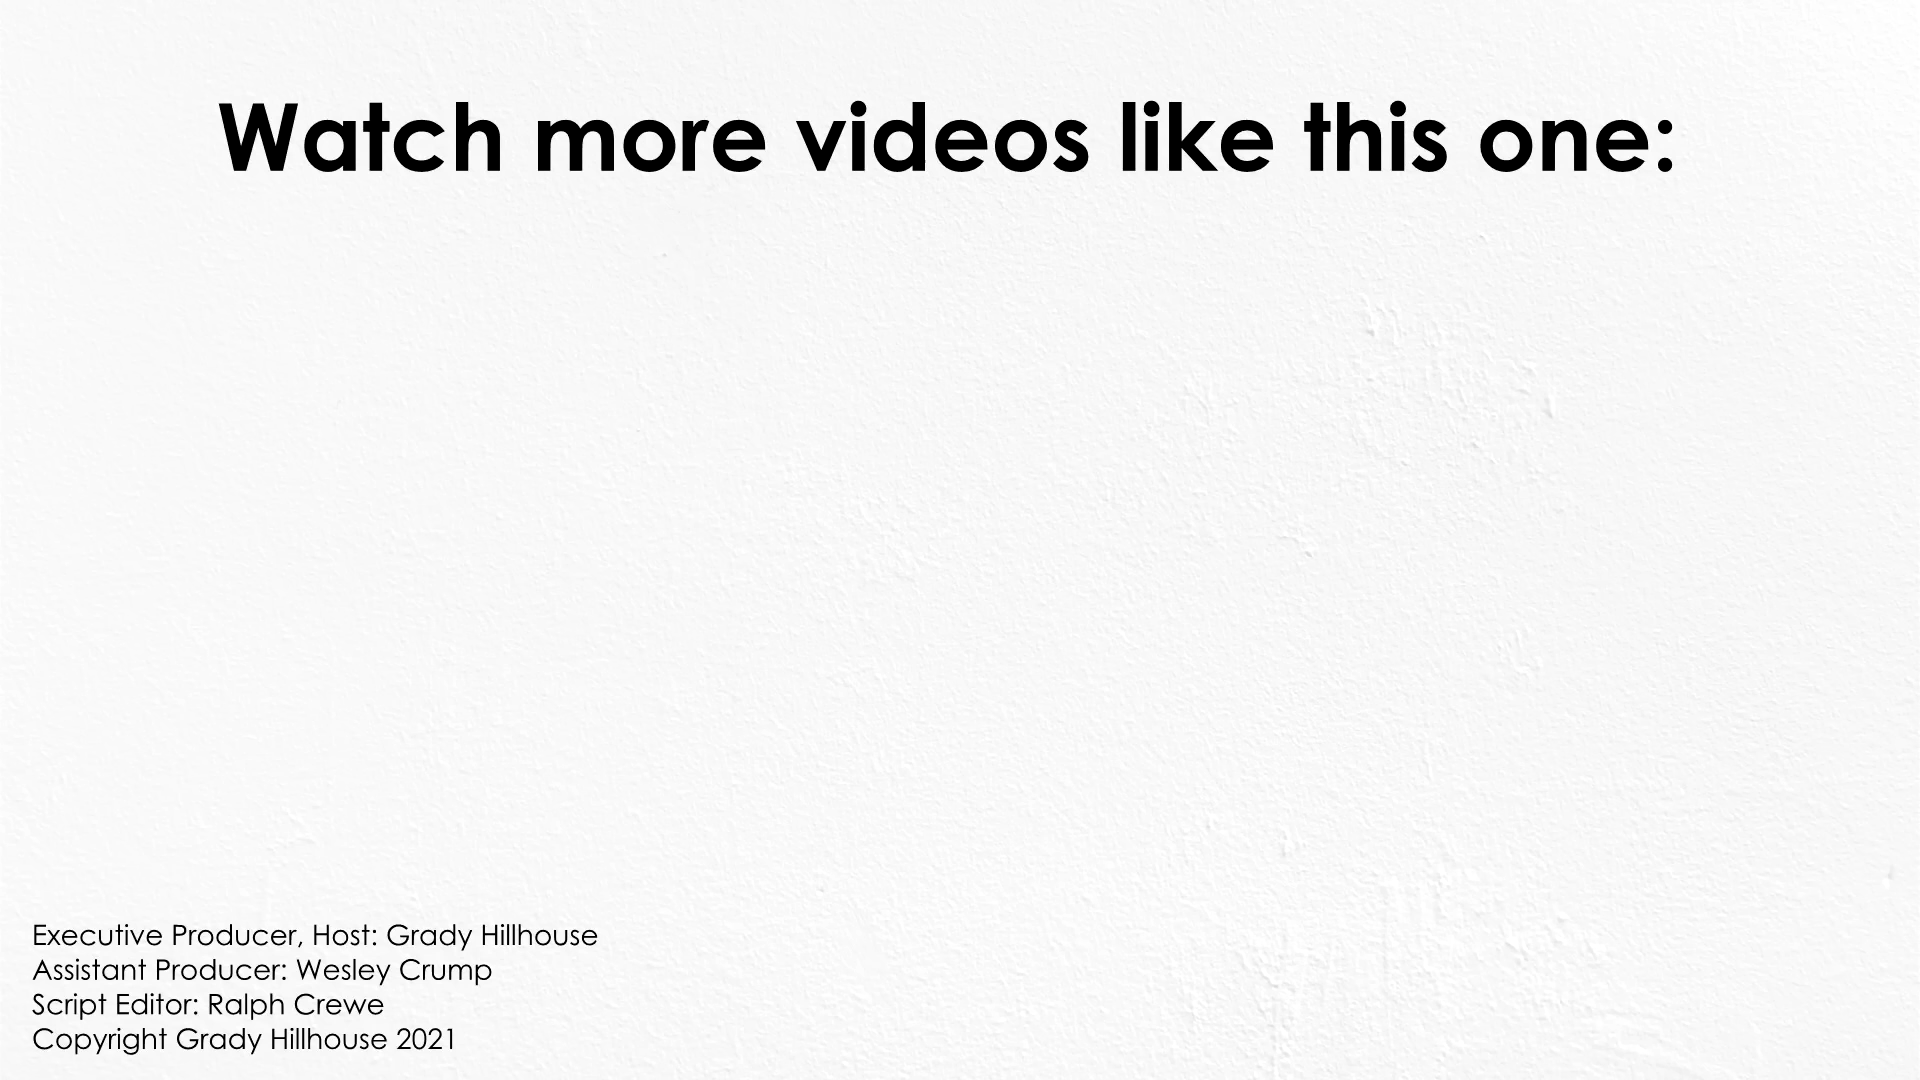 Watch more videos like this one:
Executive Producer, Host: Grady Hillhouse
Assistant Producer: Wesley Crump
Script Editor: Ralph Crewe
Copyright Grady Hillhouse 2021